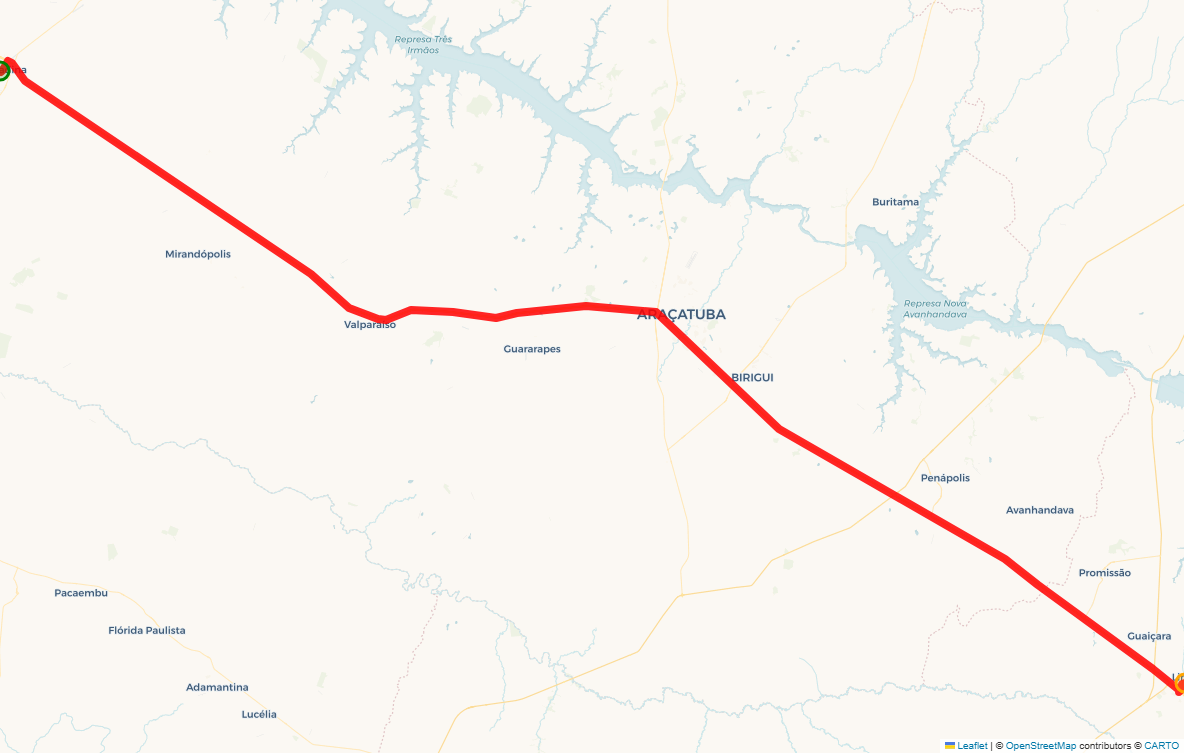 Represa Três
Irmãos
Buritama
Mirandópolis
Represa Nova
Avanhandava
ARAÇATUBA
Valparaíso
Guararapes
BIRIGUI
Penápolis
Avanhandava
Promissão
Pacaembu
Flórida Paulista
Guaiçara
Adamantina
Lucélia
Leaflet | © OpenStreetMap contributors © CARTO